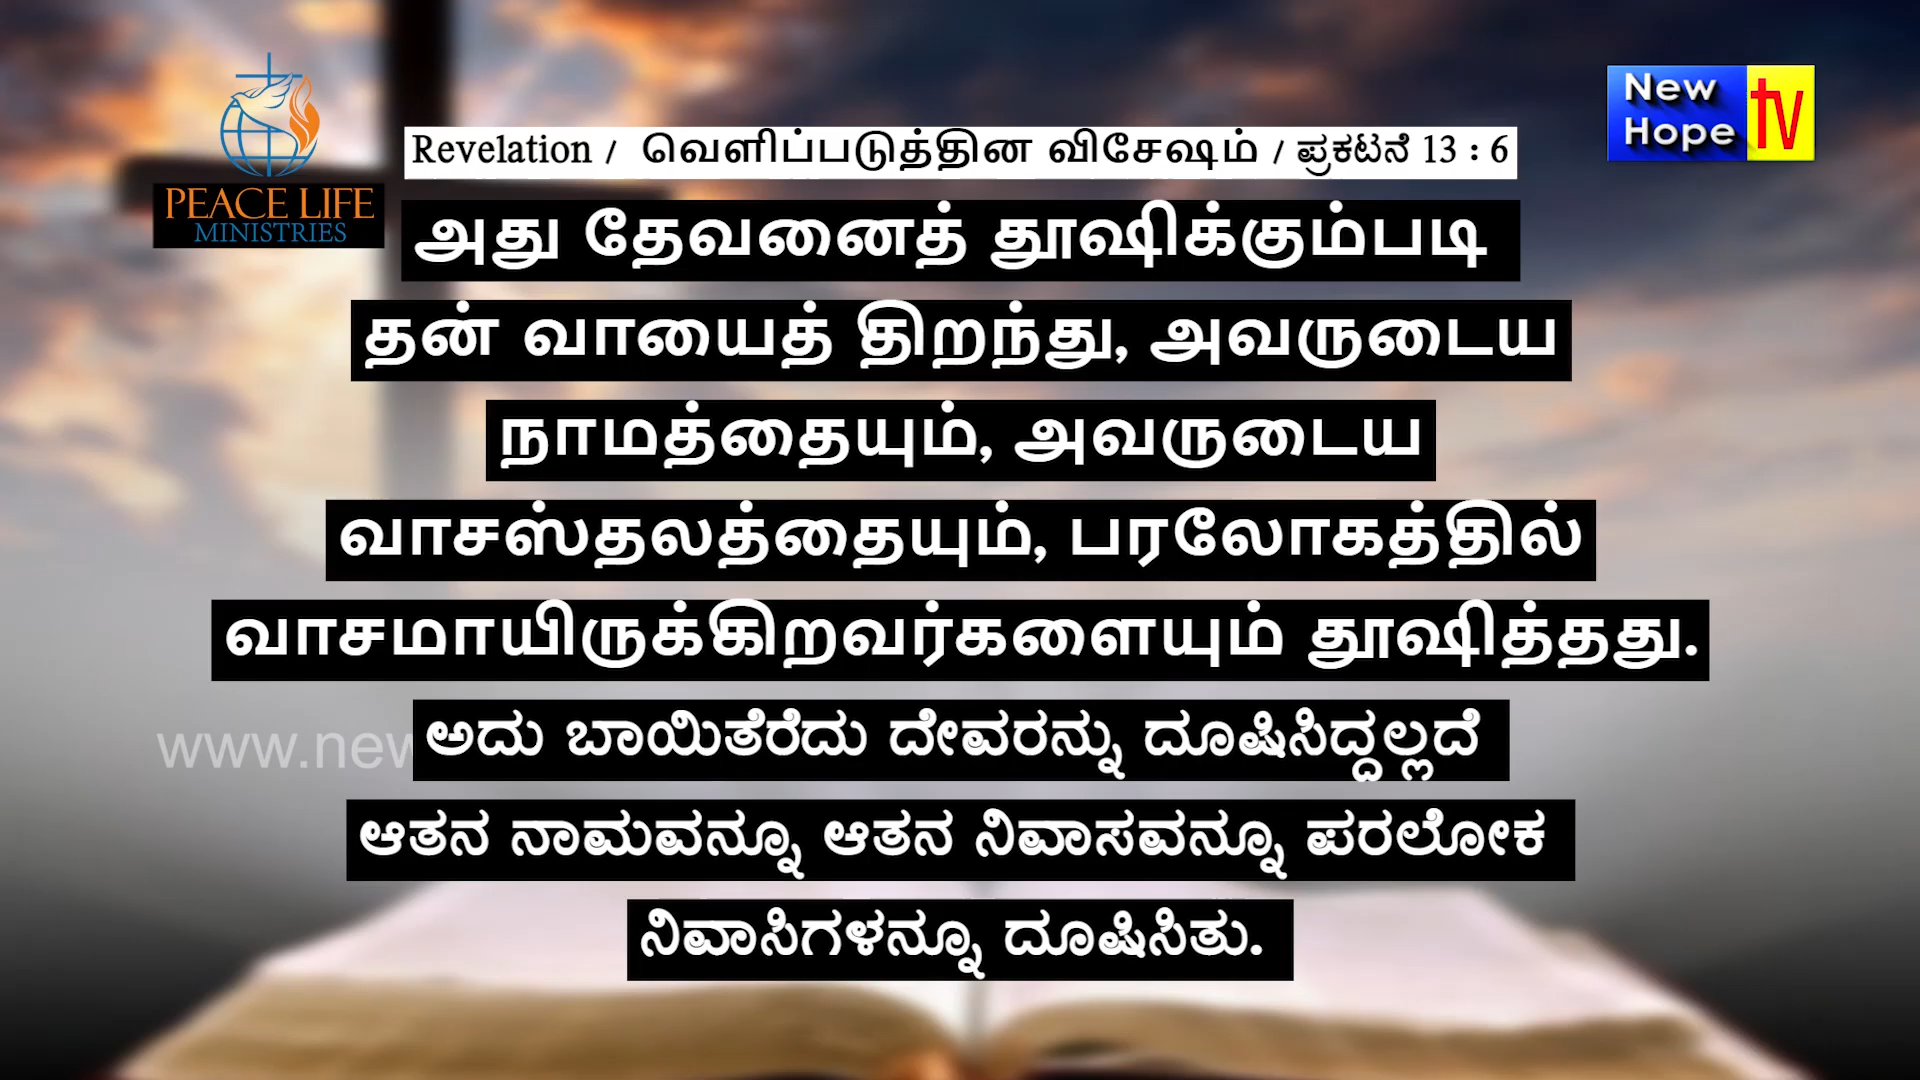 PEACE LIFE
MINISTRIES
New
Hope
tv
Revelation / வெளிப்படுத்தின விசேஷம் / ಪ್ರಕಟನೆ 13 : 6
அது தேவனைத் தூஷிக்கும்படி
தன் வாயைத் திறந்து, அவருடைய
நாமத்தையும், அவருடைய
வாசஸ்தலத்தையும், பரலோகத்தில்
வாசமாயிருக்கிறவர்களையும் தூஷித்தது.
ಅದು ಬಾಯಿತೆರೆದು ದೇವರನ್ನು ದೂಷಿಸಿದ್ದಲ್ಲದೆ
ಆತನ ನಾಮವನ್ನೂ ಆತನ ನಿವಾಸವನ್ನೂ ಪರಲೋಕ
ನಿವಾಸಿಗಳನ್ನೂ ದೂಷಿಸಿತು.